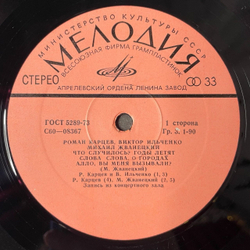 МИНИСТЕРСТВО КУЛЬТУРЫ СССР
МЕЛОДИЯ
ВСЕСОЮЗНАЯ ФИРМА ГРАМПЛАСТИНОК
СТЕРЕО 33
АПРЕЛЕВСКИЙ ОРДЕНА ЛЕНИНА ЗАВОД
ГОСТ 5289-73 1 сторона
С60—08367 Гр. 3. 1-90
РОМАН КАРЦЕВ, ВИКТОР ИЛЬЧЕНКО
МИХАИЛ ЖВАНЕЦКИЙ
ЧТО СЛУЧИЛОСЬ? ГОДЫ ЛЕТЯТ
СЛОВА СЛОВА, О ГОРОДАХ
АЛЛО, ВЫ МЕНЯ ВЫЗЫВАЛИ?
(М. Жванецкий)
Р. Карцев и В. Ильченко (1,
Р. Карцев (4), М. Жванецкий
Запись из концертного зала